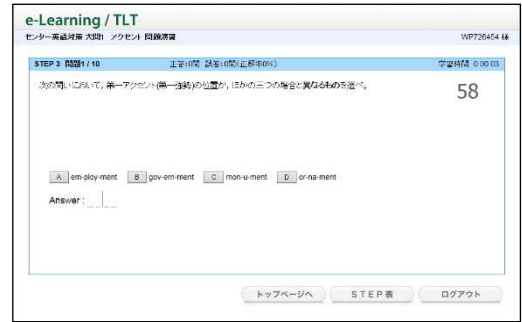 e-Learning / TLT
センター英語対策 大問1 アクセント 問題演習 WP726454 様
STEP 3 問題1 / 10 正答:0問 誤答:0問(正解率0%) 学習時間 0:00:03
次の問いにおいて, 第一アクセント(第一強勢)の位置が, ほかの三つの場合と異なるものを選べ。
58
A em-ploy-ment B gov-ern-ment C mon-u-ment D or-na-ment
Answer :
トップページへ STEP表 ログアウト